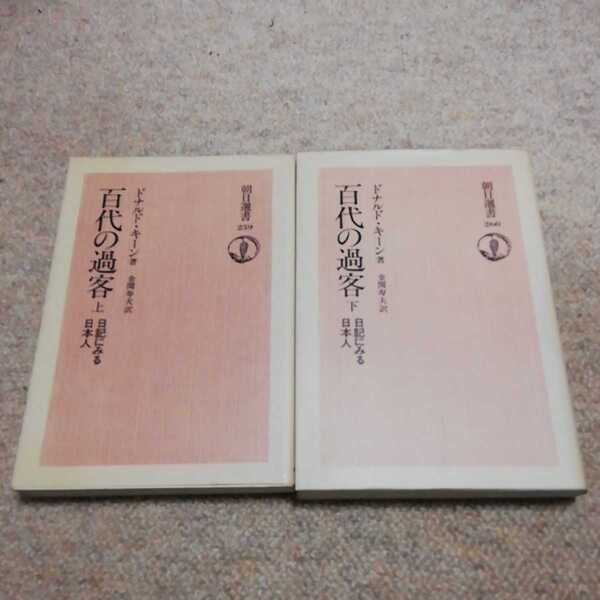 朝日選書
259
ドナルド・キーン著
百代の過客 上
金関寿夫訳
日記にみる
日本人
朝日選書
260
ドナルド・キーン著
百代の過客 下
金関寿夫訳
日記にみる
日本人